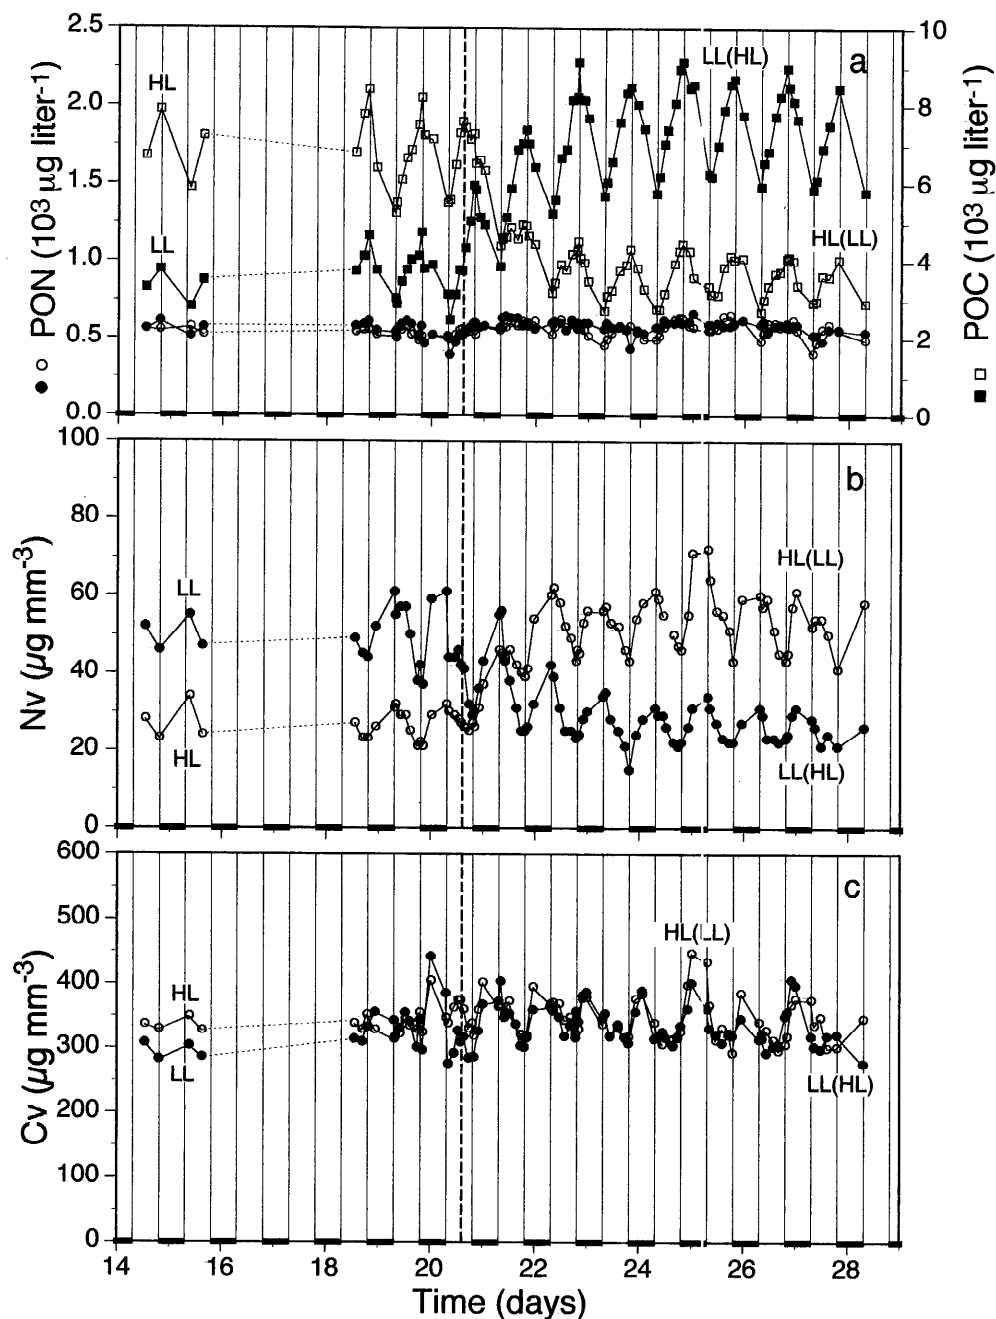 2.5
2.0
1.5
1.0
0.5
0.0
● ○ PON (10³ µg liter⁻¹)
HL
LL
LL(HL)
HL(LL)
a
10
8
6
4
2
0
■ □ POC (10³ µg liter⁻¹)
100
80
60
40
20
0
Nv (µg mm⁻³)
LL
HL
HL(LL)
LL(HL)
b
600
500
400
300
200
100
0
Cv (µg mm⁻³)
HL
LL
HL(LL)
LL(HL)
c
14 16 18 20 22 24 26 28
Time (days)